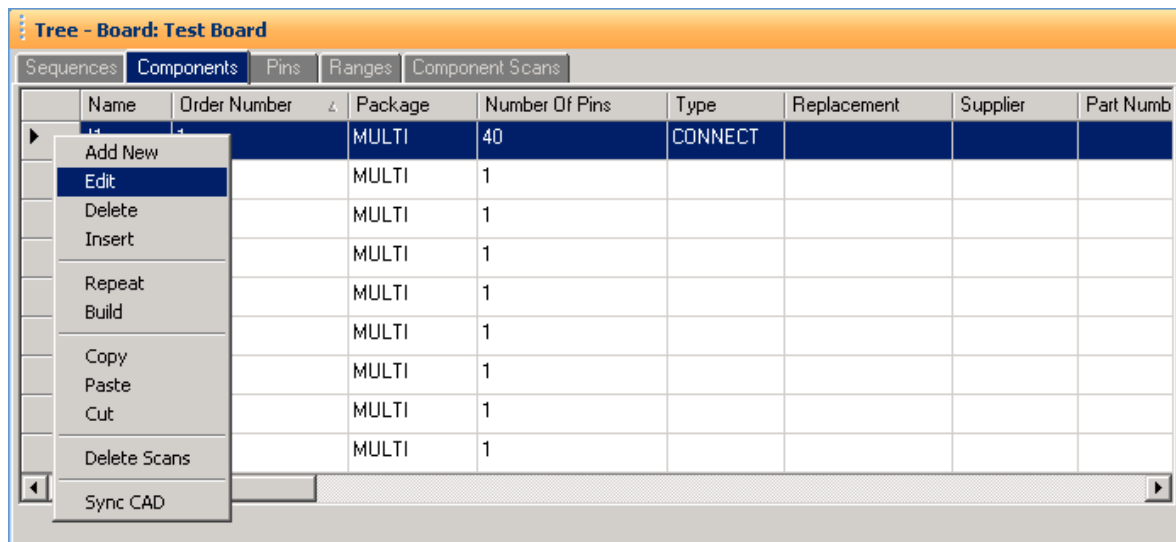 Tree - Board: Test Board
Sequences Components Pins Ranges Component Scans
Name Order Number Package Number Of Pins Type Replacement Supplier Part Numb
MULTI 40 CONNECT
Add New
Edit MULTI 1
Delete MULTI 1
Insert
MULTI 1
Repeat MULTI 1
Build
MULTI 1
Copy MULTI 1
Paste
Cut MULTI 1
Delete Scans MULTI 1
Sync CAD